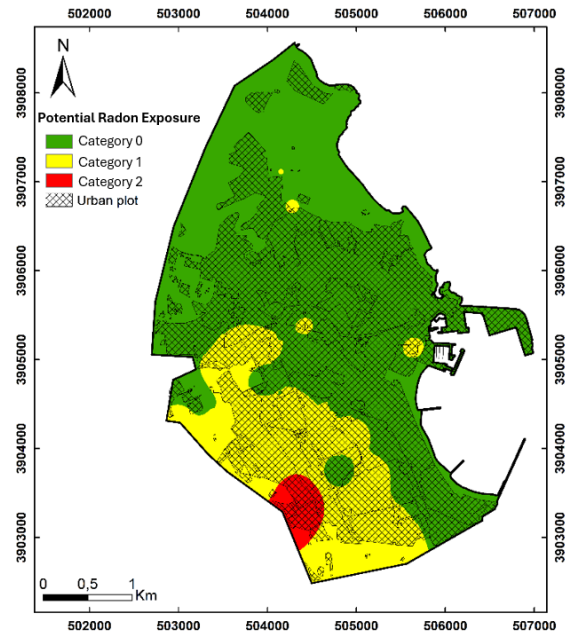 502000 503000 504000 505000 506000 507000
N
3908000 3908000
Potential Radon Exposure
Category 0
Category 1
Category 2
Urban plot
3907000 3907000
3906000 3906000
3905000 3905000
3904000 3904000
3903000 3903000
0 0,5 1
Km
502000 503000 504000 505000 506000 507000